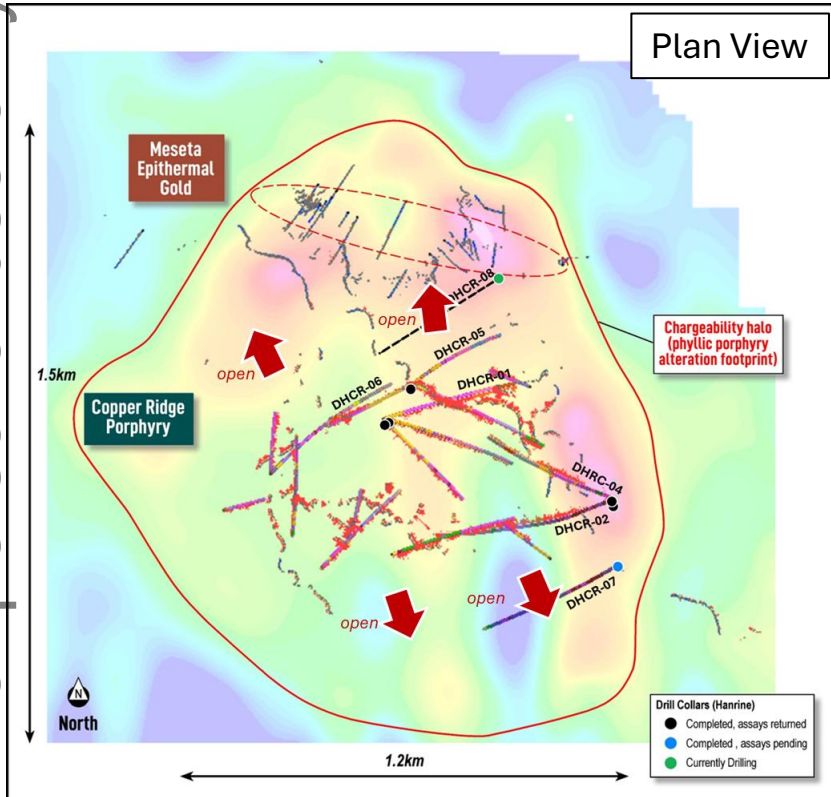 Plan View
Meseta
Epithermal
Gold
DHCR-08
open
open
DHCR-05
Chargeability halo
(phyllic porphyry
alteration footprint)
1.5km
DHCR-06
DHCR-01
Copper Ridge
Porphyry
DHRC-04
DHCR-02
open
open
DHCR-07
N
North
Drill Collars (Hanrine)
Completed, assays returned
Completed , assays pending
Currently Drilling
1.2km